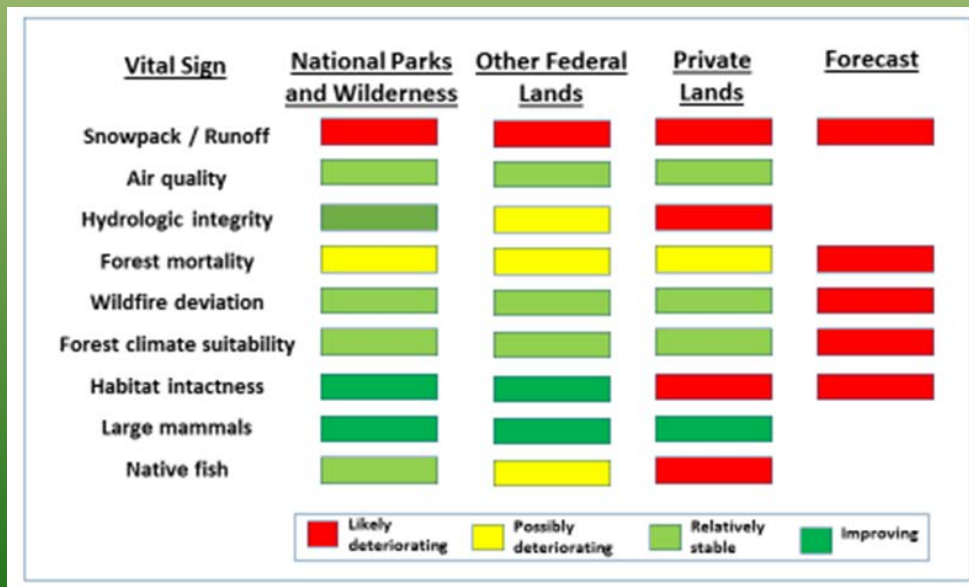 Vital Sign
National Parks
and Wilderness
Other Federal
Lands
Private
Lands
Forecast
Snowpack / Runoff
Air quality
Hydrologic integrity
Forest mortality
Wildfire deviation
Forest climate suitability
Habitat intactness
Large mammals
Native fish
Likely
deteriorating
Possibly
deteriorating
Relatively
stable
Improving